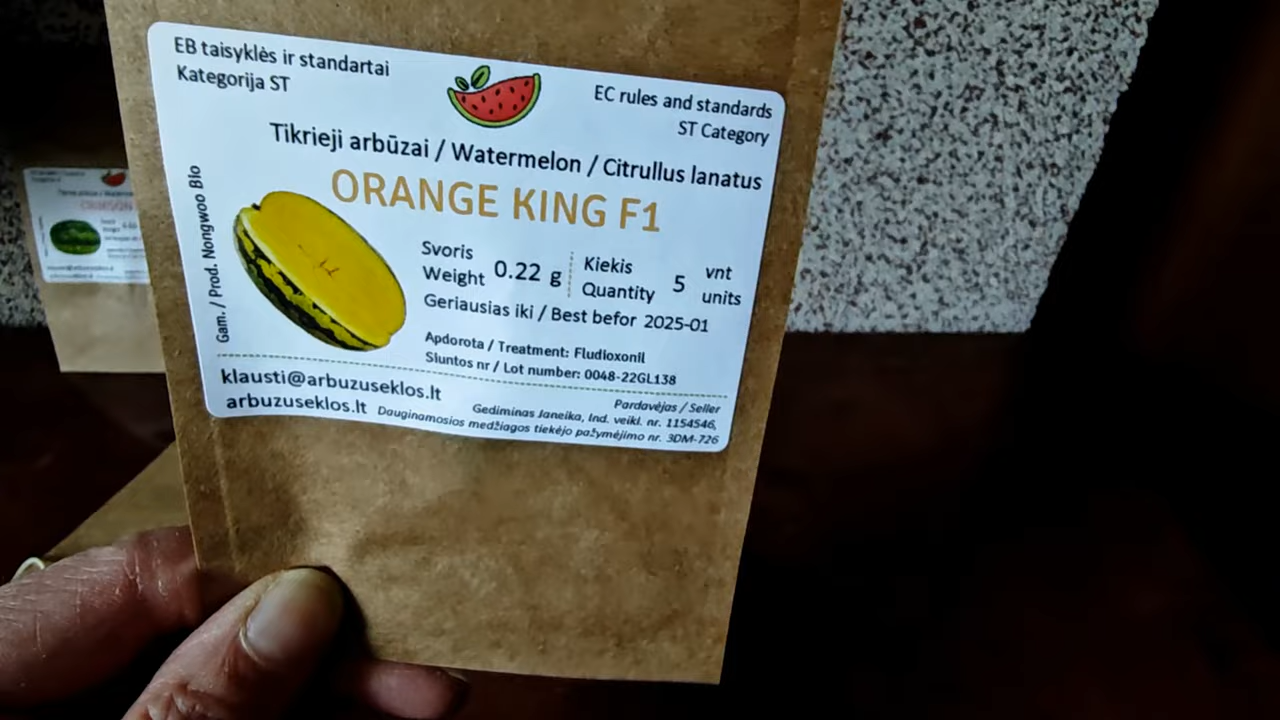 EB taisyklės ir standartai
Kategorija ST
EC rules and standards
ST Category
Tikrieji arbūzai / Watermelon / Citrullus lanatus
ORANGE KING F1
Gam. / Prod. Nongwoo Bio
Svoris
Weight 0.22 g
Kiekis
Quantity 5
vnt
units
Geriausias iki / Best befor 2025-01
Apdorota / Treatment: Fludioxonil
Siuntos nr / Lot number: 0048-22GL138
klausti@arbuzuseklos.lt
arbuzuseklos.lt
Pardavėjas / Seller
Gediminas Janeika, Ind. veikl. nr. 1154546,
Dauginamosios medžiagos tiekėjo pažymėjimo nr. 3DM-726
CRIMSON